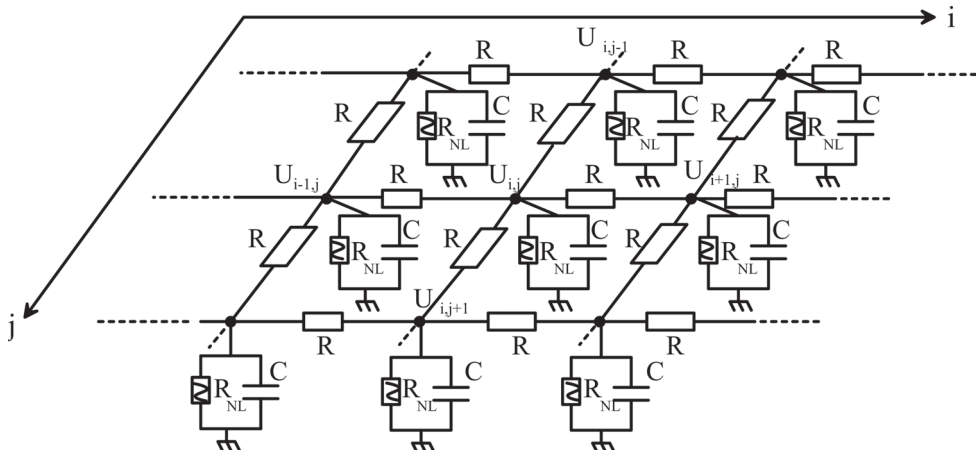 i
U i,j-1
R R R
C C C
R R R
R NL R NL R NL
U i-1,j R U i,j R U i+1,j R
C C C
R R R
R NL R NL R NL
j
U i,j+1
R R R
C C C
R NL R NL R NL